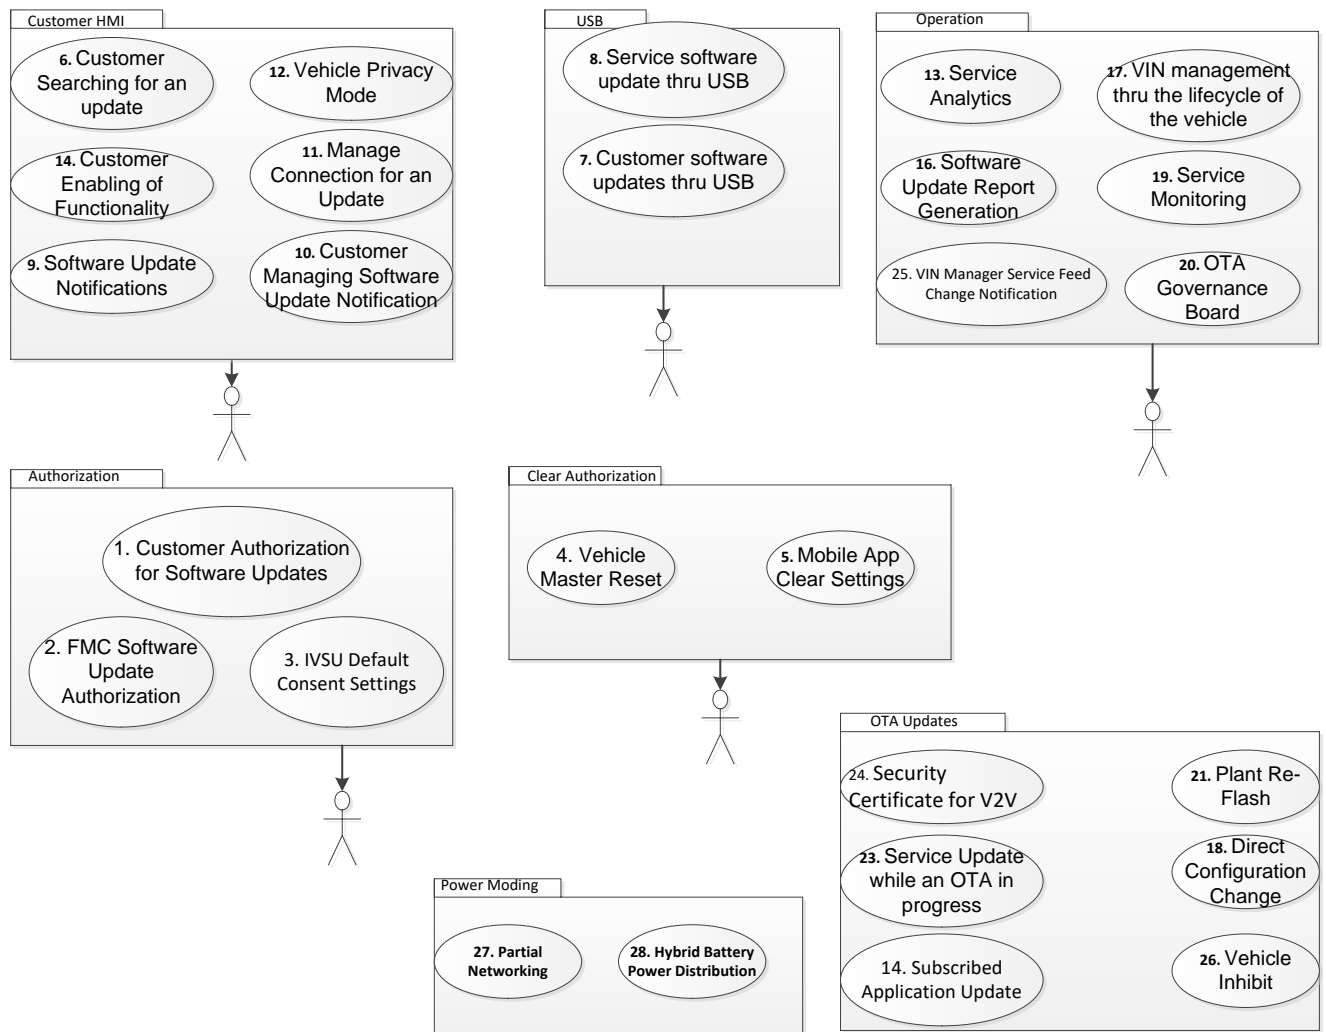 Customer HMI
6. Customer
Searching for an
update
12. Vehicle Privacy
Mode
14. Customer
Enabling of
Functionality
11. Manage
Connection for an
Update
9. Software Update
Notifications
10. Customer
Managing Software
Update Notification
USB
8. Service software
update thru USB
7. Customer software
updates thru USB
Operation
13. Service
Analytics
17. VIN management
thru the lifecycle of
the vehicle
16. Software
Update Report
Generation
19. Service
Monitoring
25. VIN Manager Service Feed
Change Notification
20. OTA
Governance
Board
Authorization
1. Customer Authorization
for Software Updates
2. FMC Software
Update
Authorization
3. IVSU Default
Consent Settings
Clear Authorization
4. Vehicle
Master Reset
5. Mobile App
Clear Settings
OTA Updates
24. Security
Certificate for V2V
21. Plant Re-
Flash
23. Service Update
while an OTA in
progress
18. Direct
Configuration
Change
14. Subscribed
Application Update
26. Vehicle
Inhibit
Power Moding
27. Partial
Networking
28. Hybrid Battery
Power Distribution